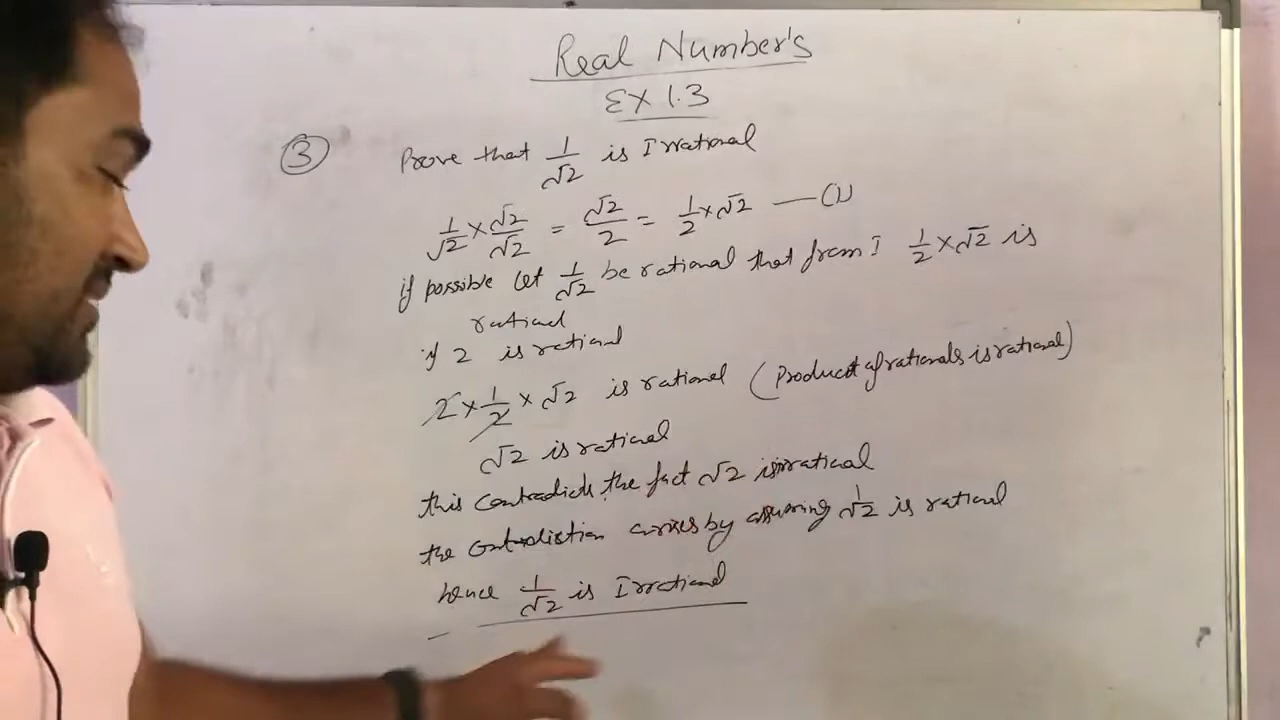 Real Number's
EX 1.3
③ Prove that 1/√2 is Irrational
1/√2 × √2/√2 = √2/2 = 1/2 × √2 — (1)
if possible let 1/√2 be rational that from I 1/2 × √2 is
rational
if 2 is rational
2 × 1/2 × √2 is rational (Product of rationals is rational)
√2 is rational
this contradicts the fact √2 is irrational
the contradiction arises by assuming 1/√2 is rational
hence 1/√2 is Irrational